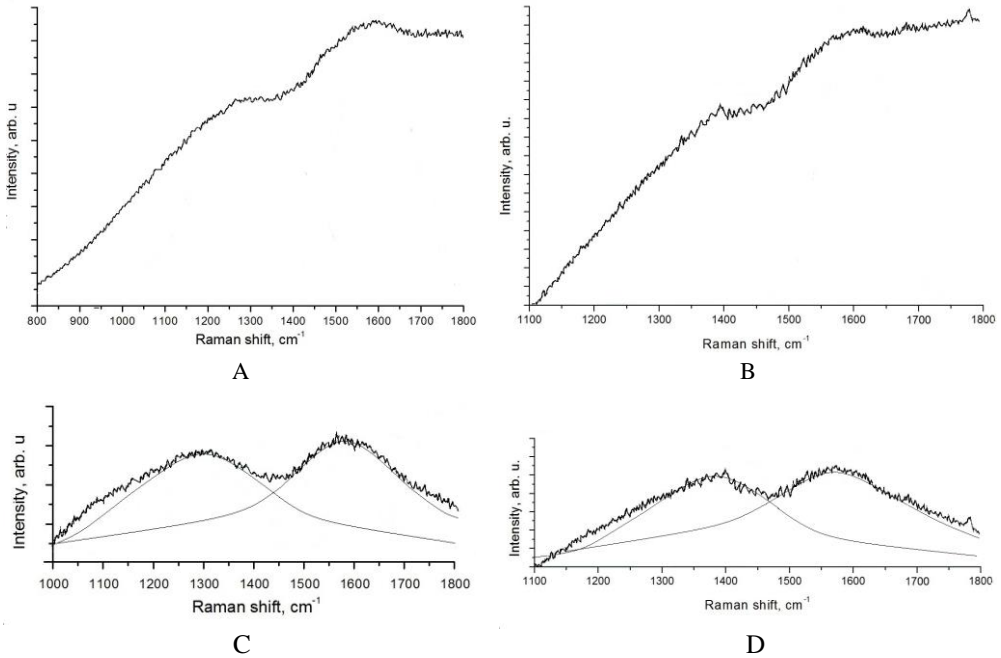 Intensity, arb. u
800 900 1000 1100 1200 1300 1400 1500 1600 1700 1800
Raman shift, cm-1
A
Intensity, arb. u.
1100 1200 1300 1400 1500 1600 1700 1800
Raman shift, cm-1
B
Intensity, arb. u
1000 1100 1200 1300 1400 1500 1600 1700 1800
Raman shift, cm-1
C
Intensity, arb. u.
1100 1200 1300 1400 1500 1600 1700 1800
Raman shift, cm-1
D